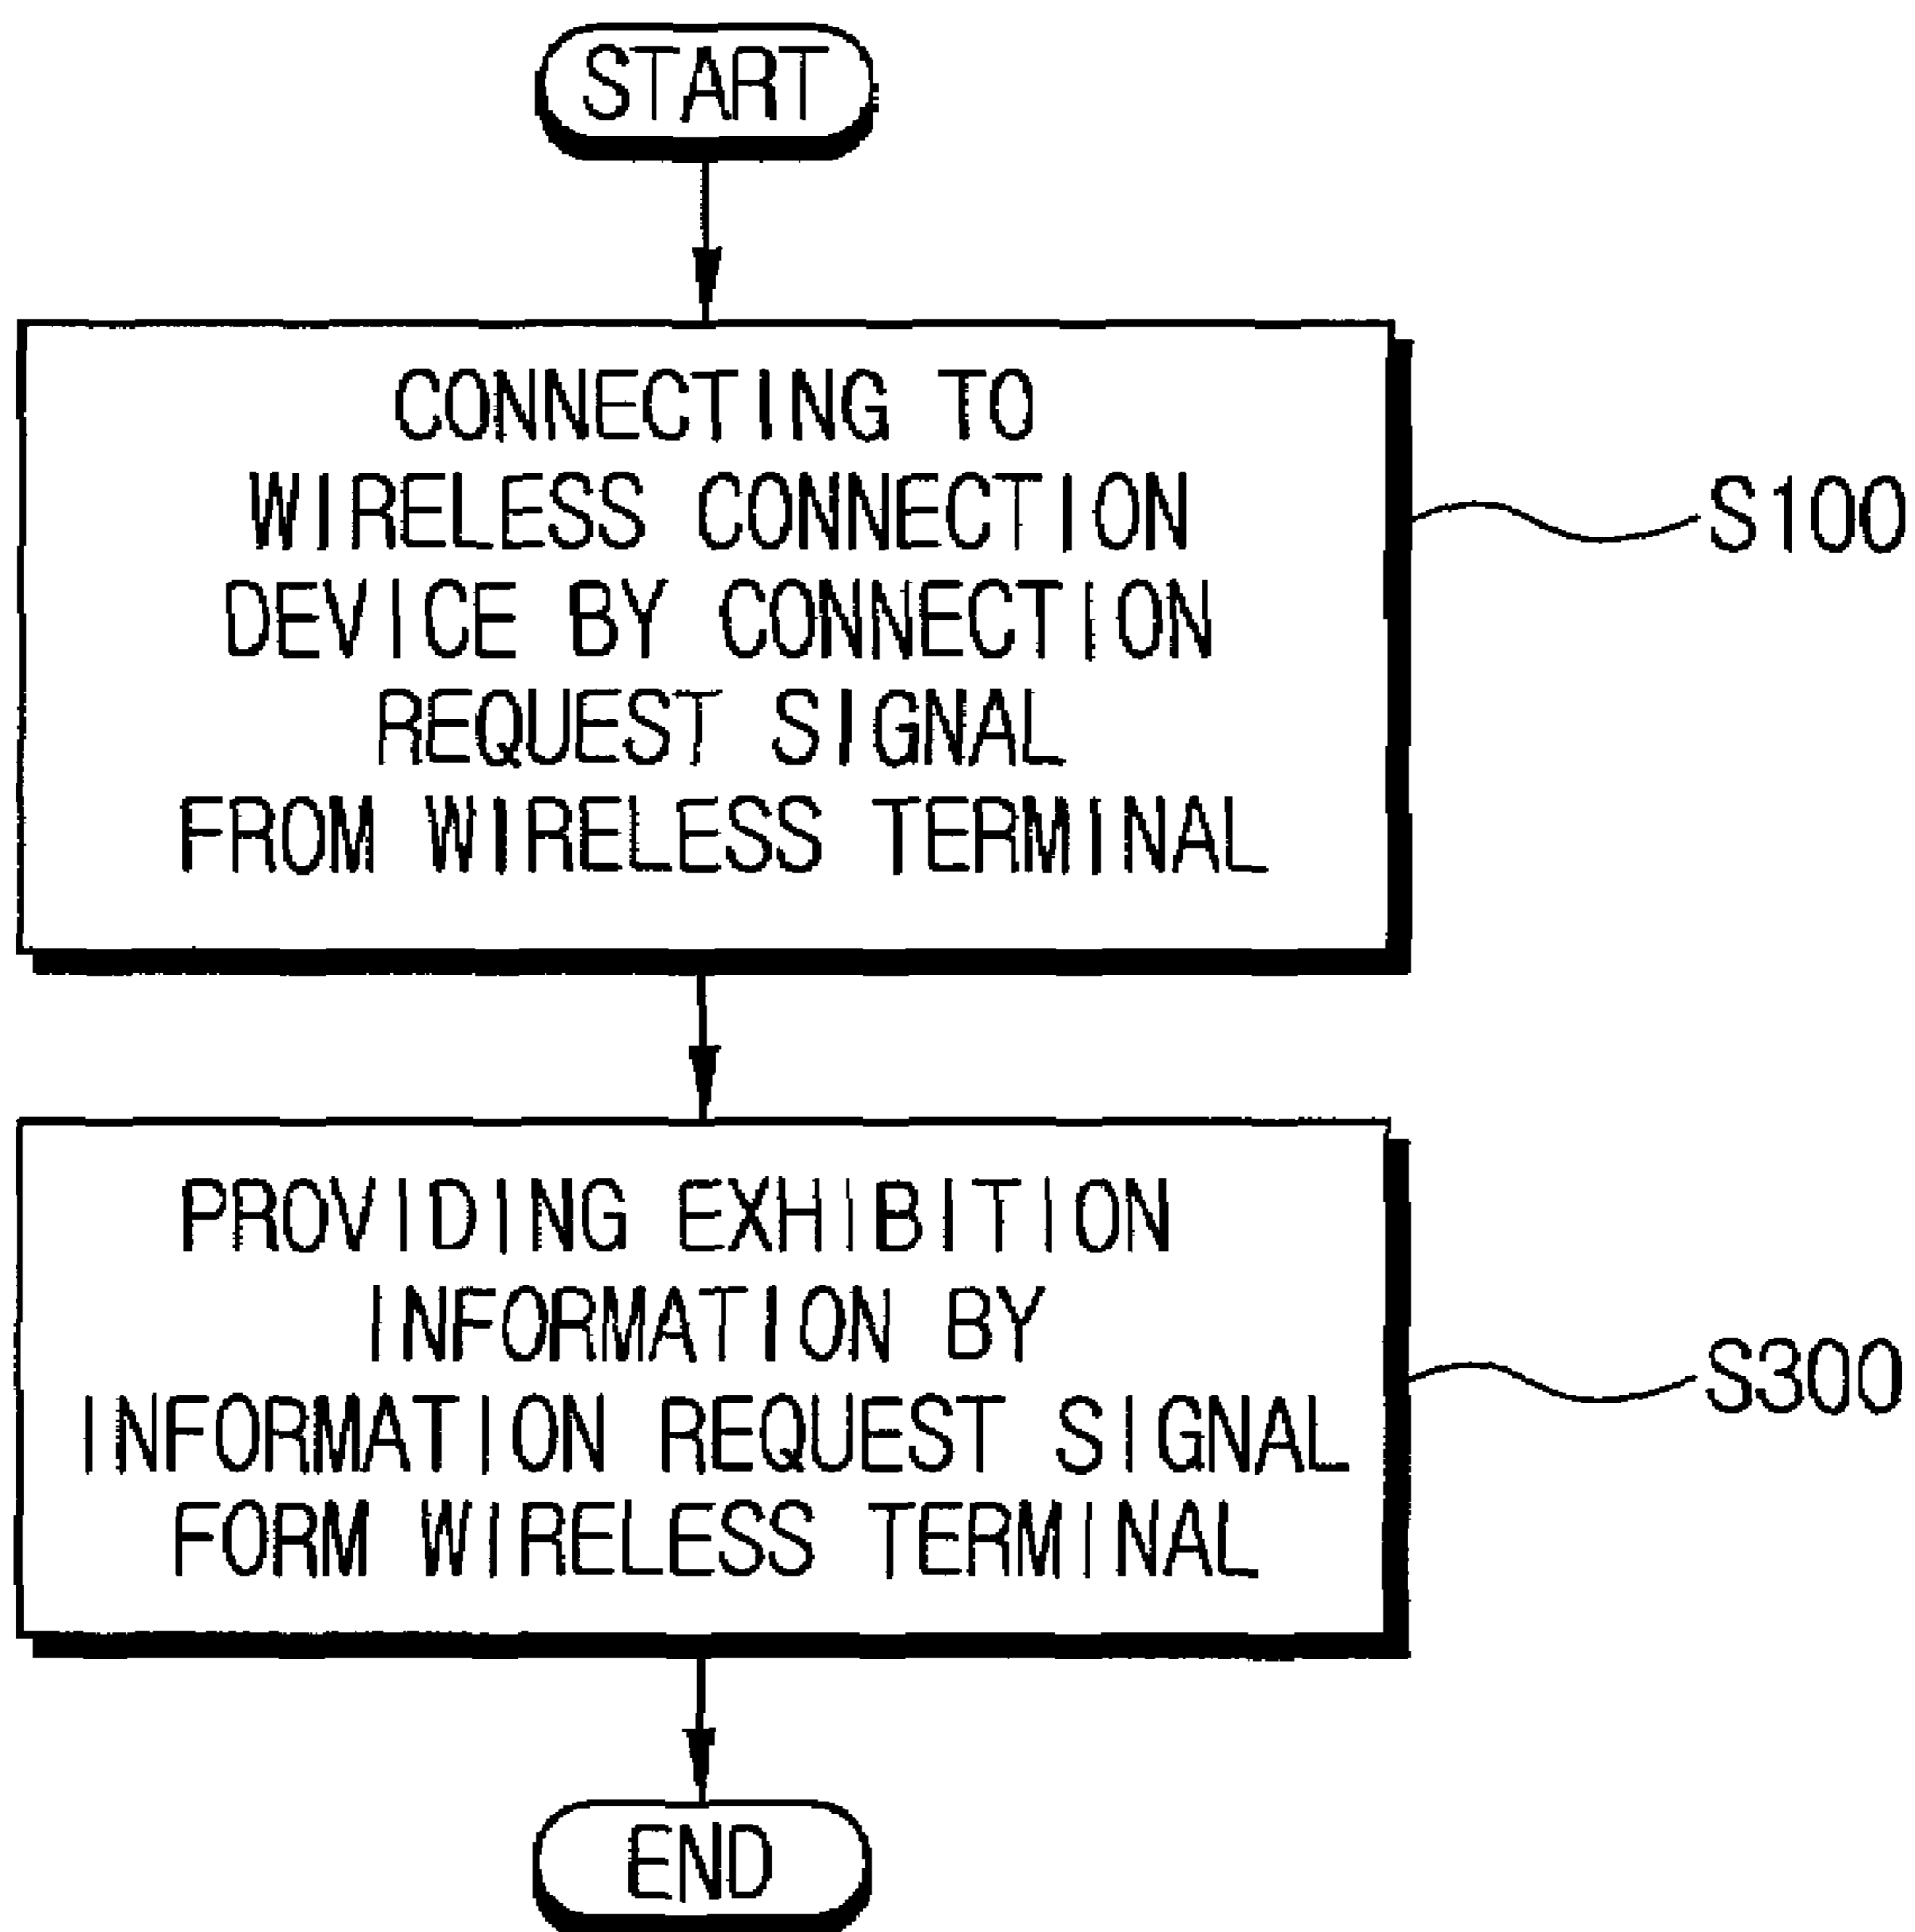 START
CONNECTING TO
WIRELESS CONNECTION
DEVICE BY CONNECTION
REQUEST SIGNAL
FROM WIRELESS TERMINAL
S100
PROVIDING EXHIBITION
INFORMATION BY
INFORMATION REQUEST SIGNAL
FORM WIRELESS TERMINAL
S300
END